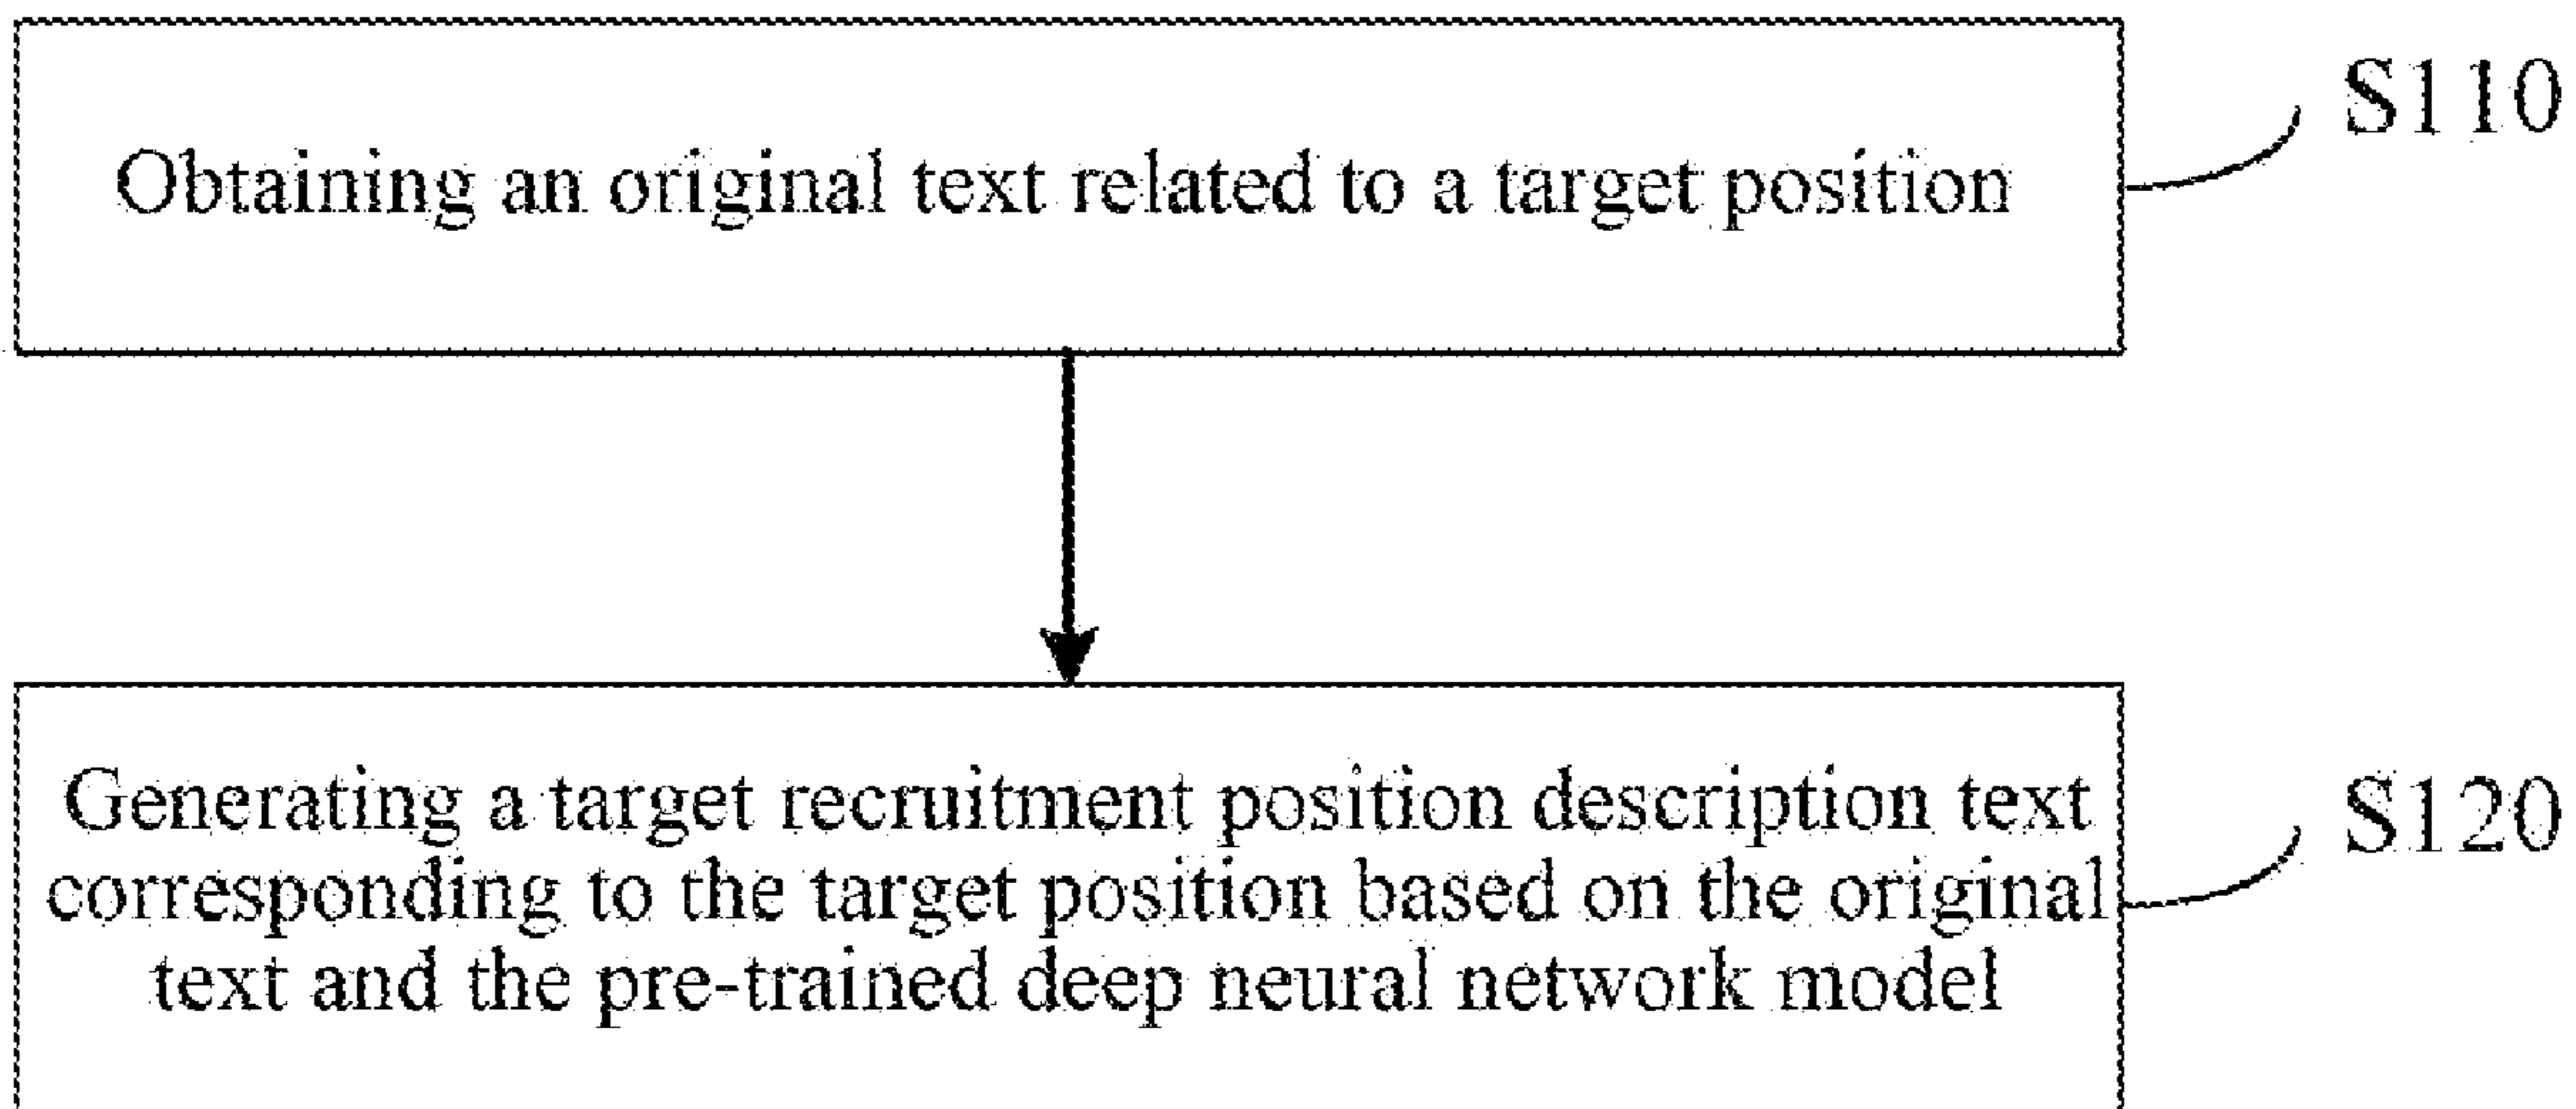 Obtaining an original text related to a target position
S110
Generating a target recruitment position description text
corresponding to the target position based on the original
text and the pre-trained deep neural network model
S120